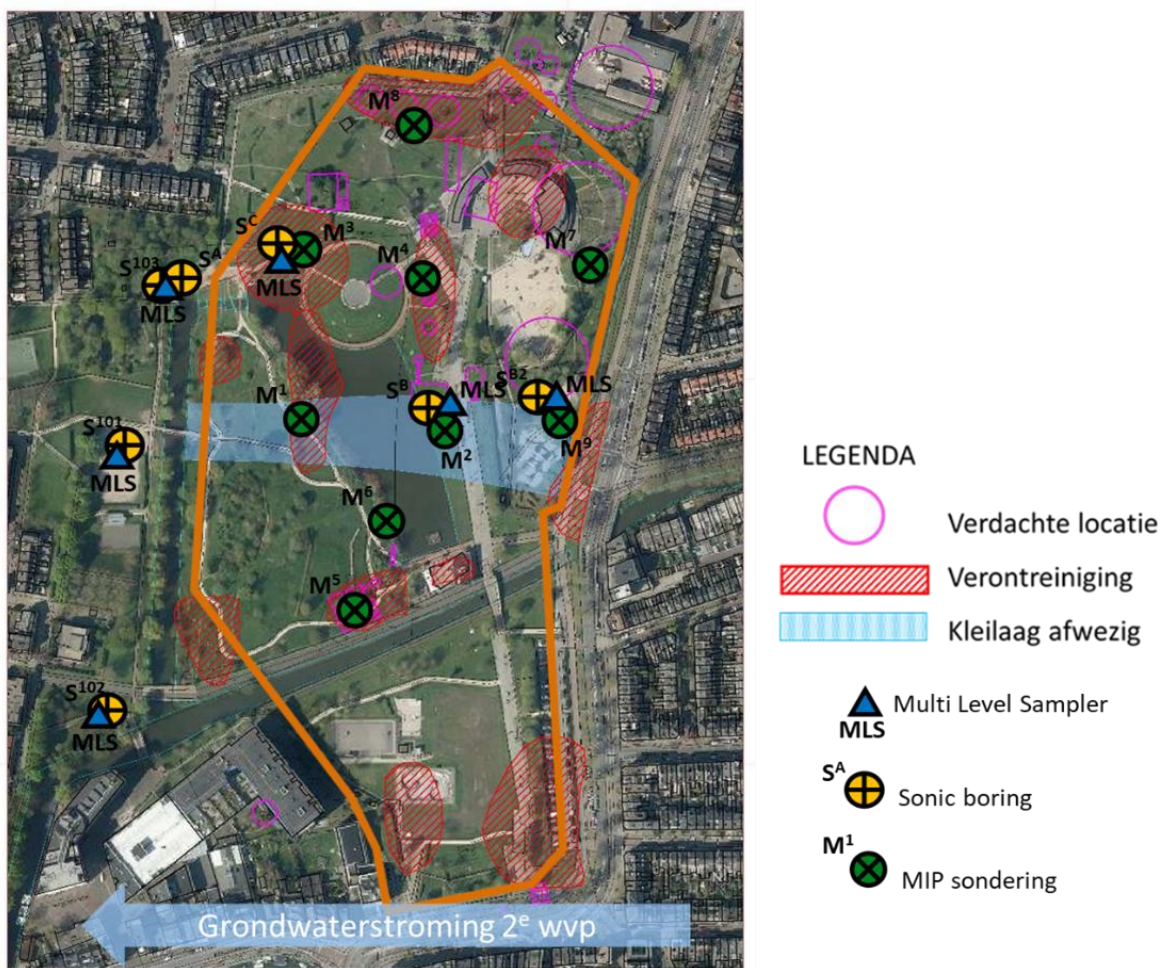 M8
SC
M3
SA
S103
MLS
MLS
M4
M7
M1
SB
MLS
SB2
MLS
M2
M9
S101
MLS
M6
M5
S102
MLS
Grondwaterstroming 2e wvp
LEGENDA
Verdachte locatie
Verontreiniging
Kleilaag afwezig
MLS
Multi Level Sampler
SA
Sonic boring
M1
MIP sondering